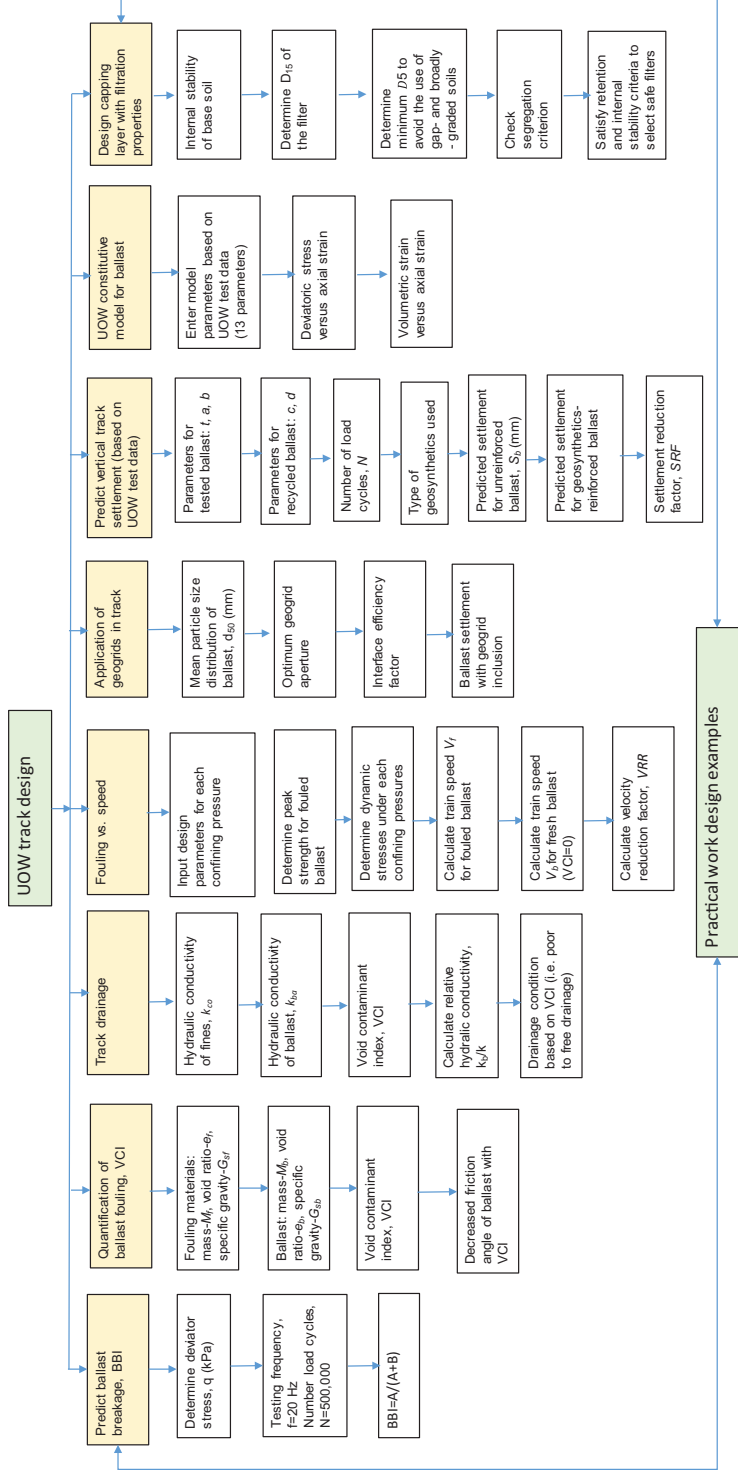 UOW track design
Predict ballast
breakage, BBI
Determine deviator
stress, q (kPa)
Testing frequency,
f=20 Hz
Number load cycles,
N=500,000
BBI=A/(A+B)
Quantification of
ballast fouling, VCI
Fouling materials:
mass-Mf, void ratio-ef,
specific gravity-Gsf
Ballast: mass-Mb, void
ratio-eb, specific
gravity-Gsb
Void contaminant
index, VCI
Decreased friction
angle of ballast with
VCI
Track drainage
Hydraulic conductivity
of fines, kco
Hydraulic conductivity
of ballast, kba
Void contaminant
index, VCI
Calculate relative
hydralic conductivity,
kb/k
Drainage condition
based on VCI (i.e. poor
to free drainage)
Fouling vs. speed
Input design
parameters for each
confining pressure
Determine peak
strength for fouled
ballast
Determine dynamic
stresses under each
confining pressures
Calculate train speed Vf
for fouled ballast
Calculate train speed
Vb for fresh ballast
(VCI=0)
Calculate velocity
reduction factor, VRR
Application of
geogrids in track
Mean particle size
distribution of
ballast, d50 (mm)
Optimum geogrid
aperture
Interface efficiency
factor
Ballast settlement
with geogrid
inclusion
Predict vertical track
settlement (based on
UOW test data)
Parameters for
tested ballast: t, a, b
Parameters for
recycled ballast: c, d
Number of load
cycles, N
Type of
geosynthetics used
Predicted settlement
for unreinforced
ballast, Sb (mm)
Predicted settlement
for geosynthetics-
reinforced ballast
Settlement reduction
factor, SRF
UOW constitutive
model for ballast
Enter model
parameters based on
UOW test data
(13 parameters)
Deviatoric stress
versus axial strain
Volumetric strain
versus axial strain
Design capping
layer with filtration
properties
Internal stability
of base soil
Determine D15 of
the filter
Determine
minimum D5 to
avoid the use of
gap- and broadly
- graded soils
Check
segregation
criterion
Satisfy retention
and internal
stability criteria to
select safe filters
Practical work design examples